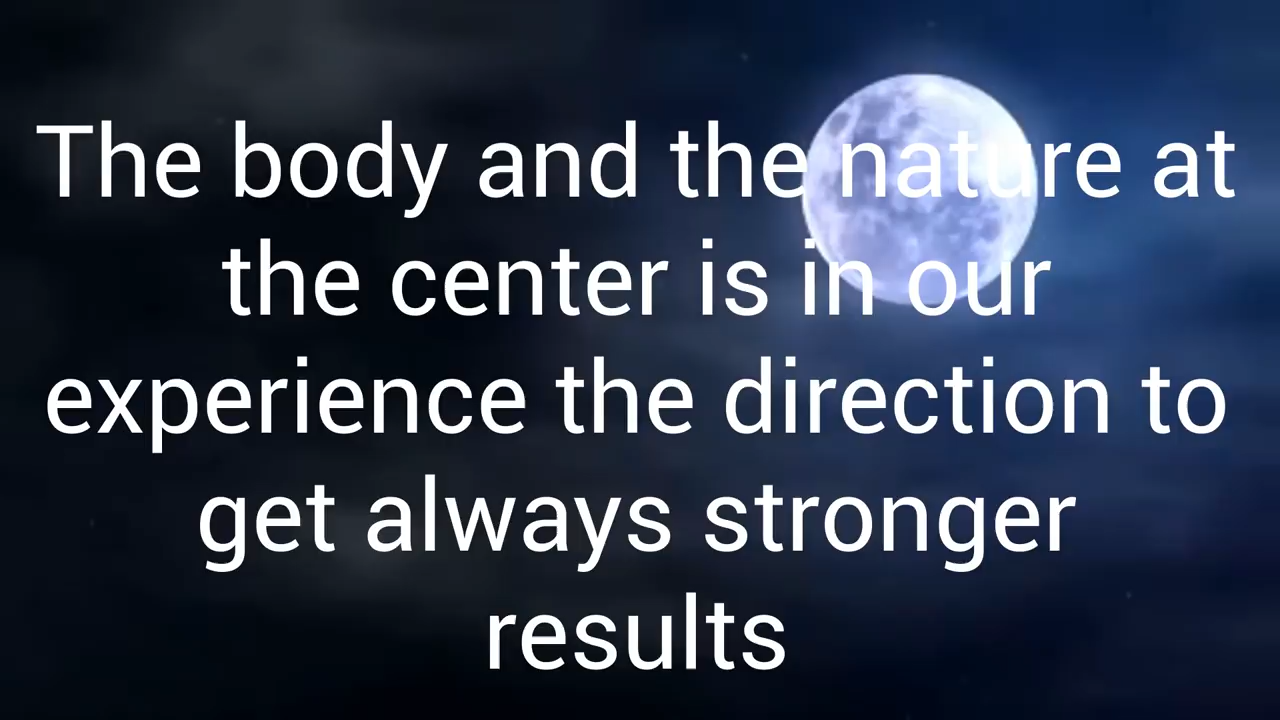 The body and the nature at
the center is in our
experience the direction to
get always stronger
results